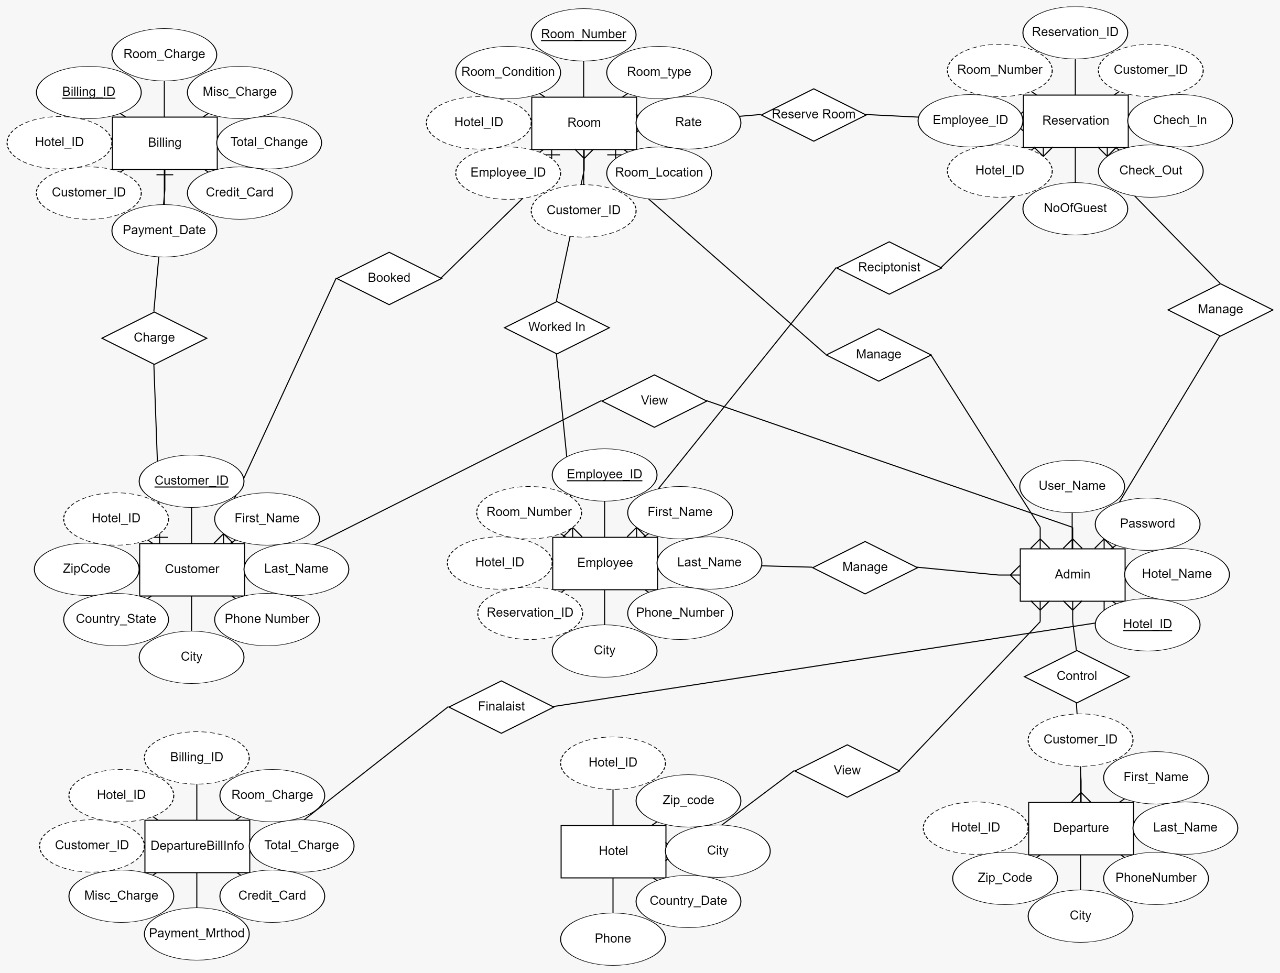 Room_Charge
Billing_ID
Misc_Charge
Hotel_ID
Billing
Total_Change
Customer_ID
Credit_Card
Payment_Date
Room_Number
Room_Condition
Room_type
Hotel_ID
Room
Rate
Employee_ID
Room_Location
Customer_ID
Reserve Room
Reservation_ID
Room_Number
Customer_ID
Employee_ID
Reservation
Chech_In
Hotel_ID
Check_Out
NoOfGuest
Charge
Booked
Worked In
Reciptonist
Manage
Manage
View
Customer_ID
Hotel_ID
First_Name
ZipCode
Customer
Last_Name
Country_State
Phone Number
City
Employee_ID
Room_Number
First_Name
Hotel_ID
Employee
Last_Name
Reservation_ID
Phone_Number
City
Manage
User_Name
Password
Admin
Hotel_Name
Hotel_ID
Finalaist
View
Control
Billing_ID
Hotel_ID
Room_Charge
Customer_ID
DepartureBillInfo
Total_Charge
Misc_Charge
Credit_Card
Payment_Mrthod
Hotel_ID
Zip_code
Hotel
City
Country_Date
Phone
Customer_ID
First_Name
Hotel_ID
Departure
Last_Name
Zip_Code
PhoneNumber
City